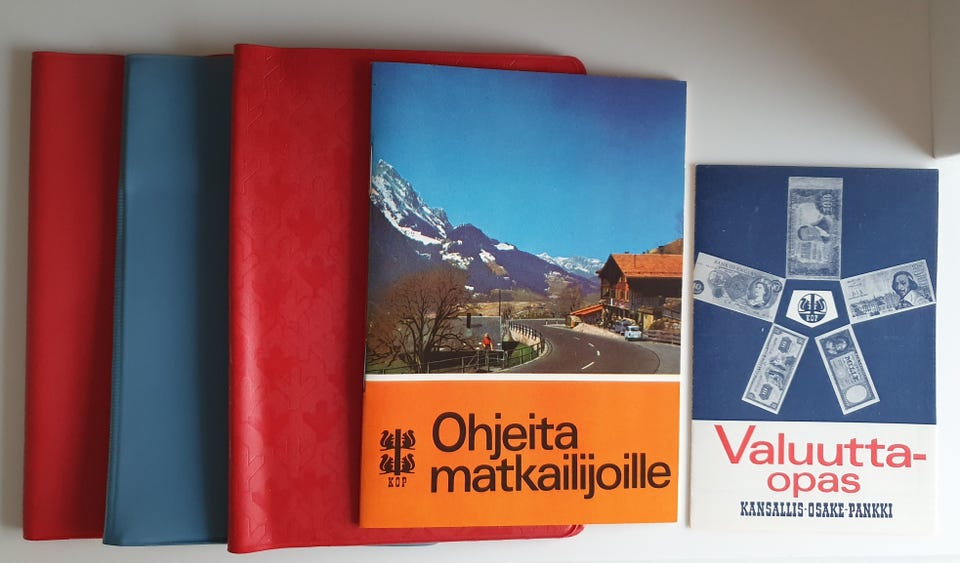 Ohjeita
matkailijoille
KOP
KOP
Valuutta-
opas
KANSALLIS-OSAKE-PANKKI